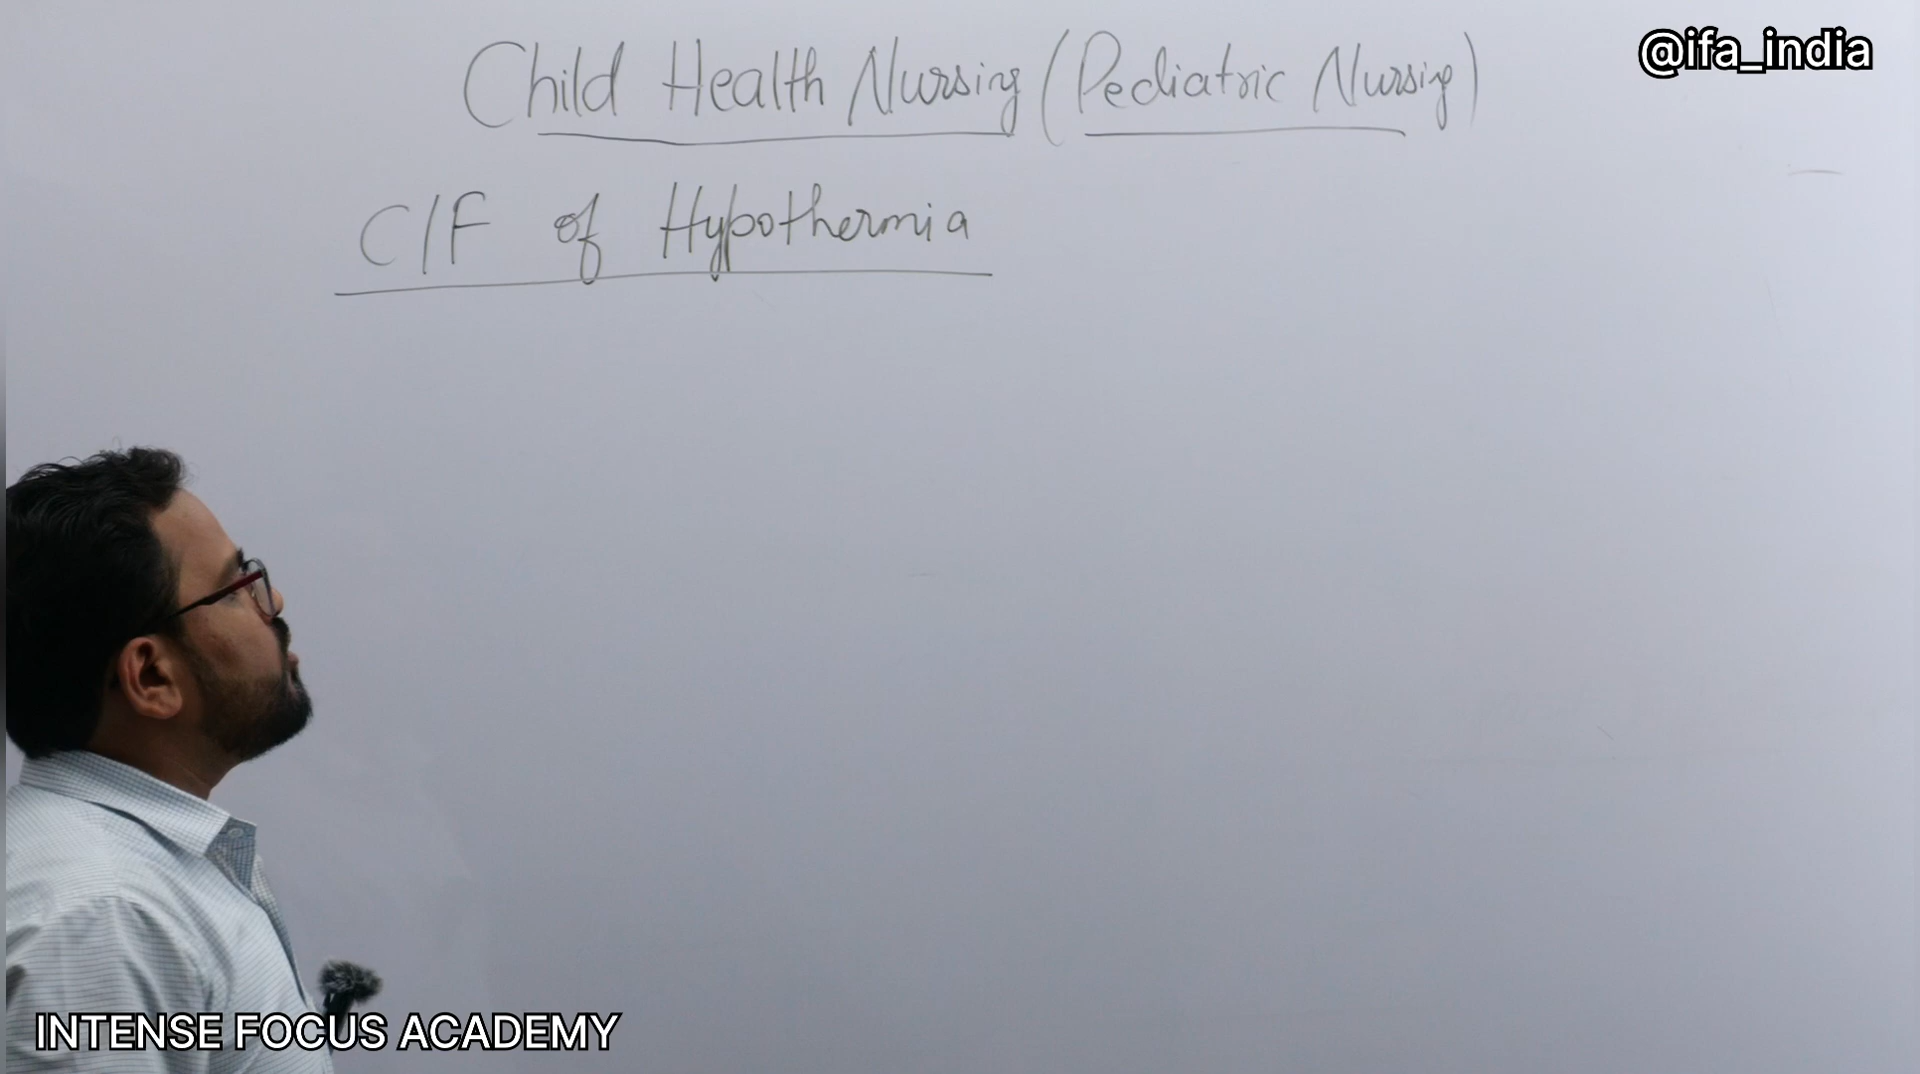 @ifa_india
Child Health Nursing (Pediatric Nursing)
C/F of Hypothermia
INTENSE FOCUS ACADEMY